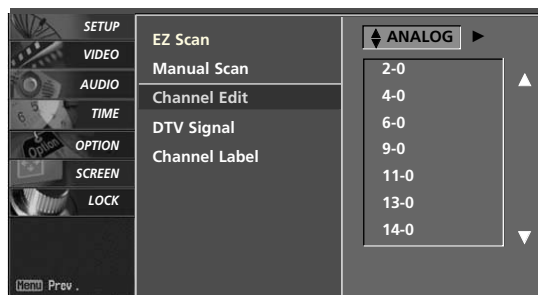 SETUP
VIDEO
AUDIO
TIME
OPTION
SCREEN
LOCK
Option
Menu Prev.
EZ Scan
Manual Scan
Channel Edit
DTV Signal
Channel Label
ANALOG
2-0
4-0
6-0
9-0
11-0
13-0
14-0